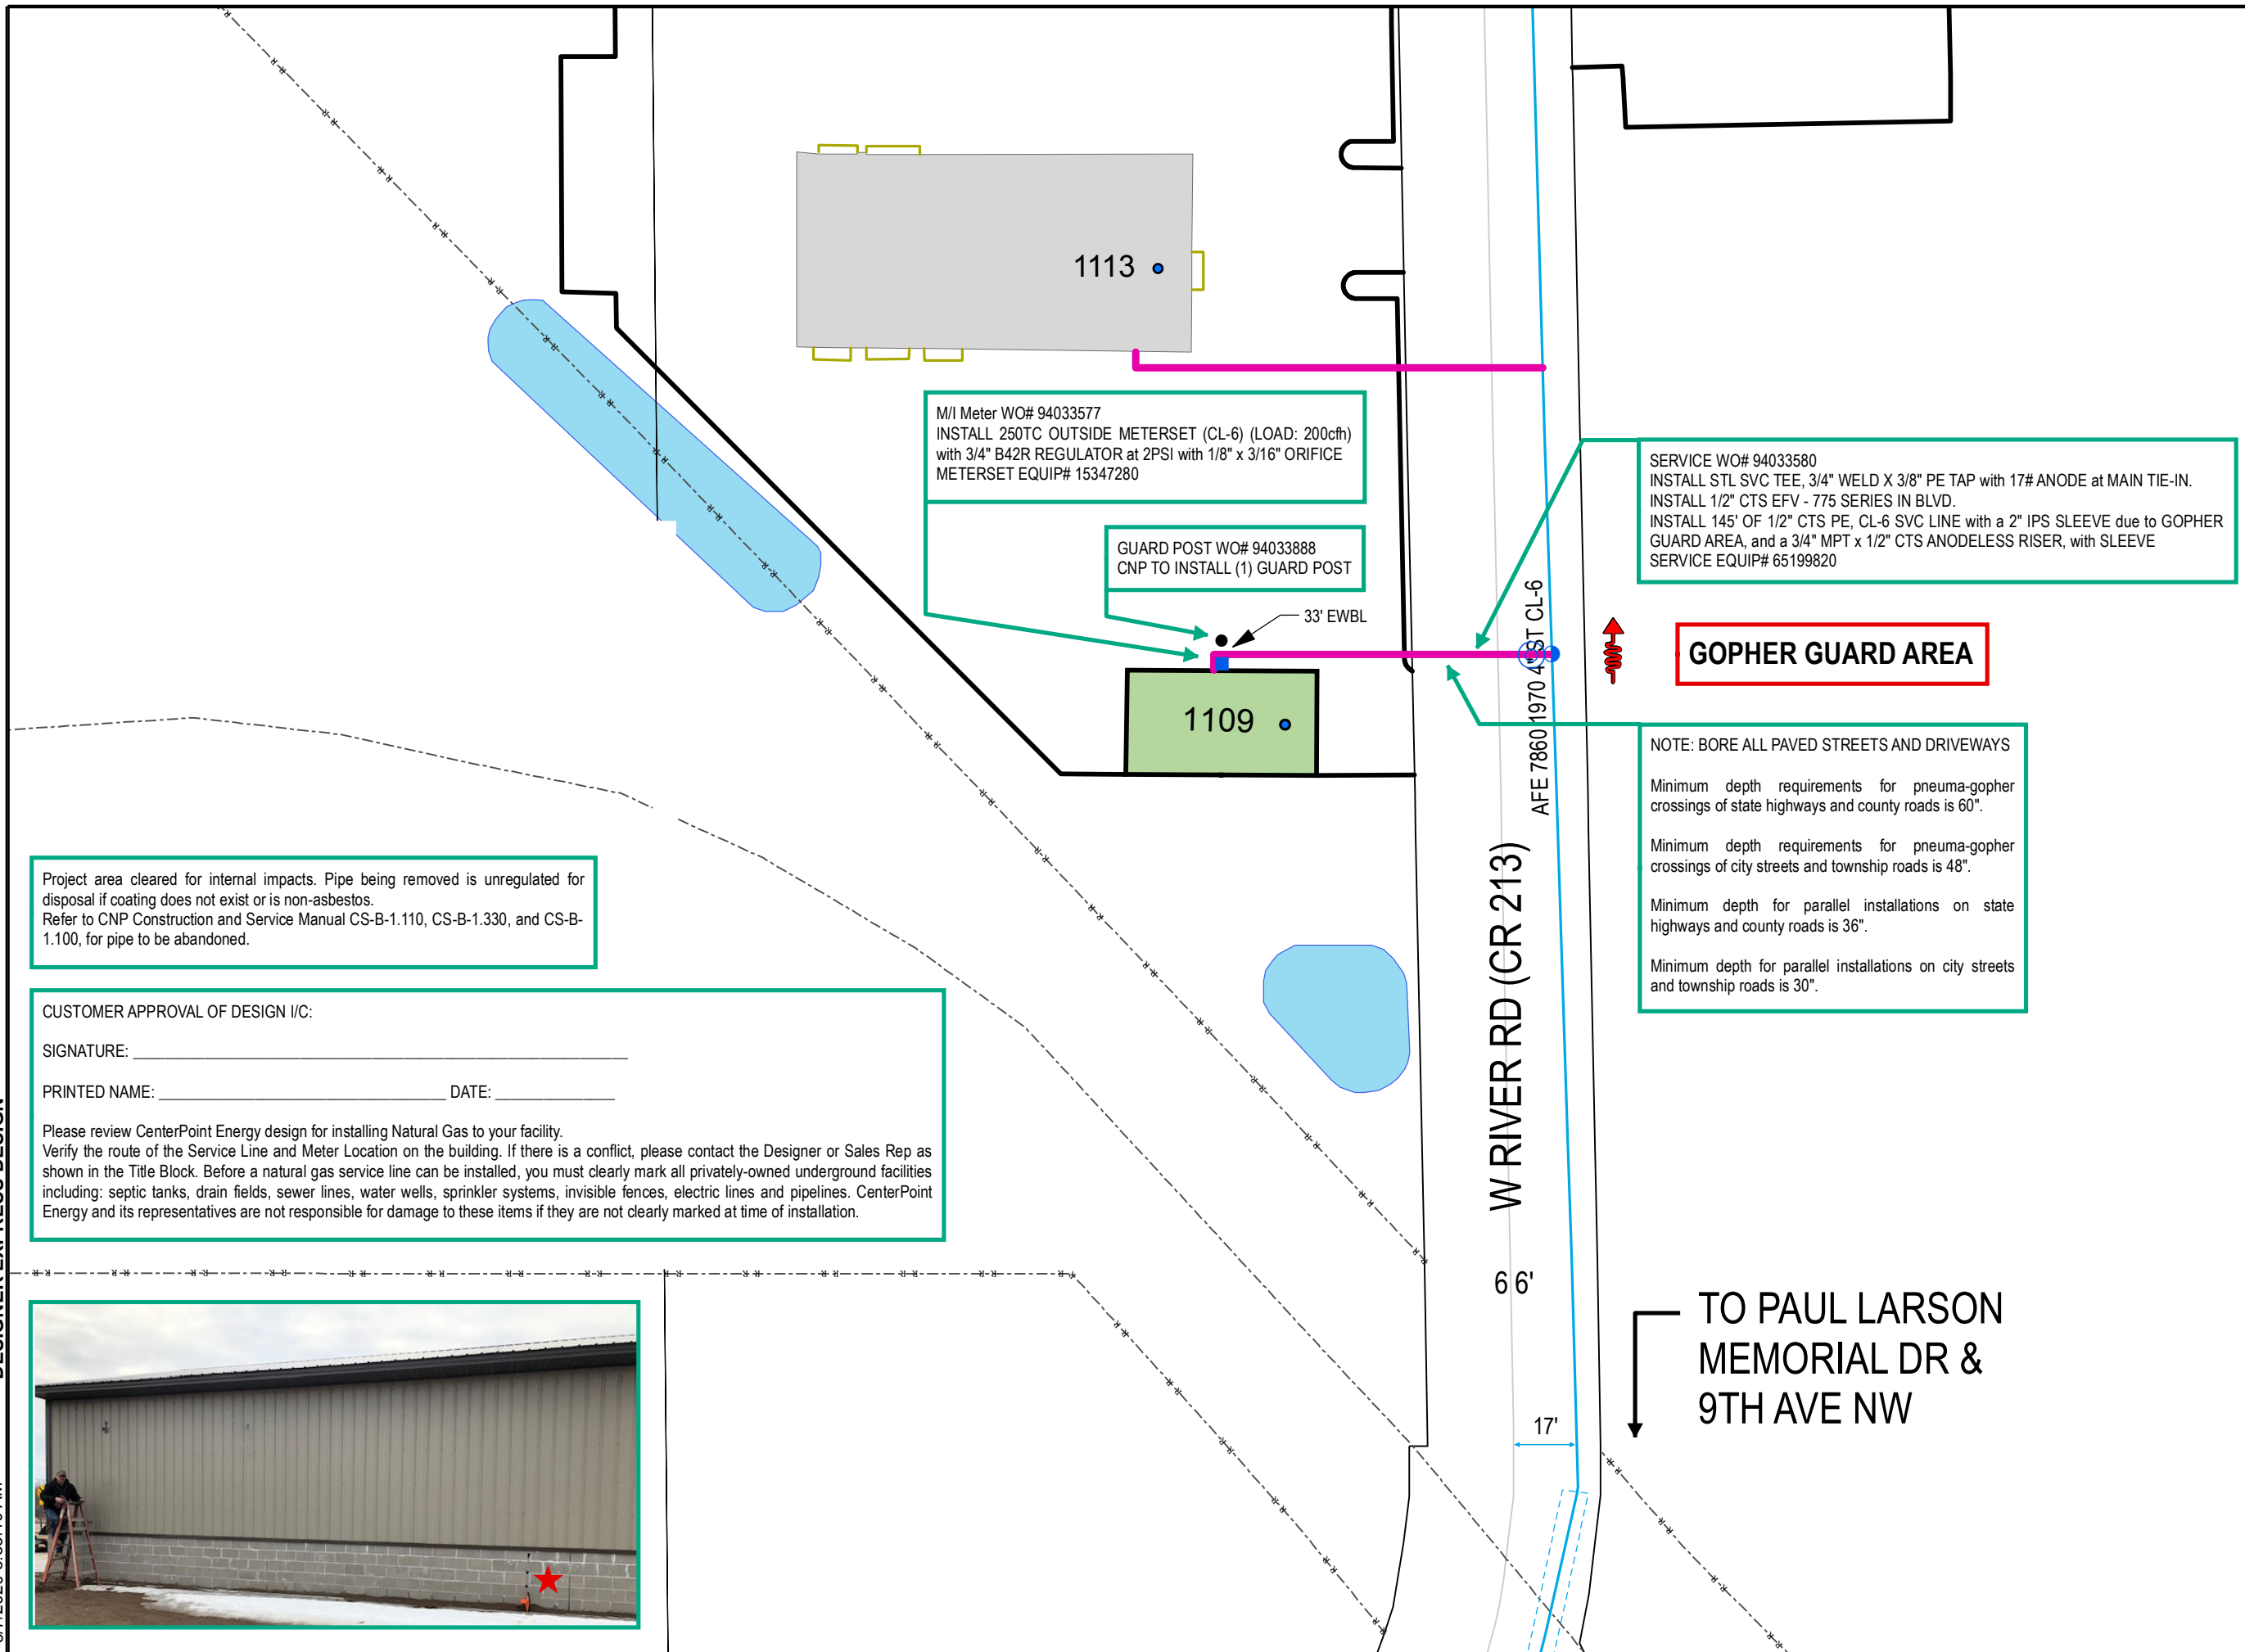 1113
M/I Meter WO# 94033577
INSTALL 250TC OUTSIDE METERSET (CL-6) (LOAD: 200cfh)
with 3/4" B42R REGULATOR at 2PSI with 1/8" x 3/16" ORIFICE
METERSET EQUIP# 15347280
SERVICE WO# 94033580
INSTALL STL SVC TEE, 3/4" WELD X 3/8" PE TAP with 17# ANODE at MAIN TIE-IN.
INSTALL 1/2" CTS EFV - 775 SERIES IN BLVD.
INSTALL 145' OF 1/2" CTS PE, CL-6 SVC LINE with a 2" IPS SLEEVE due to GOPHER
GUARD AREA, and a 3/4" MPT x 1/2" CTS ANODELESS RISER, with SLEEVE
SERVICE EQUIP# 65199820
GUARD POST WO# 94033888
CNP TO INSTALL (1) GUARD POST
33' EWBL
GOPHER GUARD AREA
1109
AFE 7860 1970 4" ST CL-6
NOTE: BORE ALL PAVED STREETS AND DRIVEWAYS
Minimum depth requirements for pneuma-gopher
crossings of state highways and county roads is 60".
Minimum depth requirements for pneuma-gopher
crossings of city streets and township roads is 48".
Minimum depth for parallel installations on state
highways and county roads is 36".
Minimum depth for parallel installations on city streets
and township roads is 30".
Project area cleared for internal impacts. Pipe being removed is unregulated for
disposal if coating does not exist or is non-asbestos.
Refer to CNP Construction and Service Manual CS-B-1.110, CS-B-1.330, and CS-B-
1.100, for pipe to be abandoned.
W RIVER RD (CR 213)
CUSTOMER APPROVAL OF DESIGN I/C:
SIGNATURE:
PRINTED NAME: DATE:
Please review CenterPoint Energy design for installing Natural Gas to your facility.
Verify the route of the Service Line and Meter Location on the building. If there is a conflict, please contact the Designer or Sales Rep as
shown in the Title Block. Before a natural gas service line can be installed, you must clearly mark all privately-owned underground facilities
including: septic tanks, drain fields, sewer lines, water wells, sprinkler systems, invisible fences, electric lines and pipelines. CenterPoint
Energy and its representatives are not responsible for damage to these items if they are not clearly marked at time of installation.
66'
TO PAUL LARSON
MEMORIAL DR &
9TH AVE NW
17'